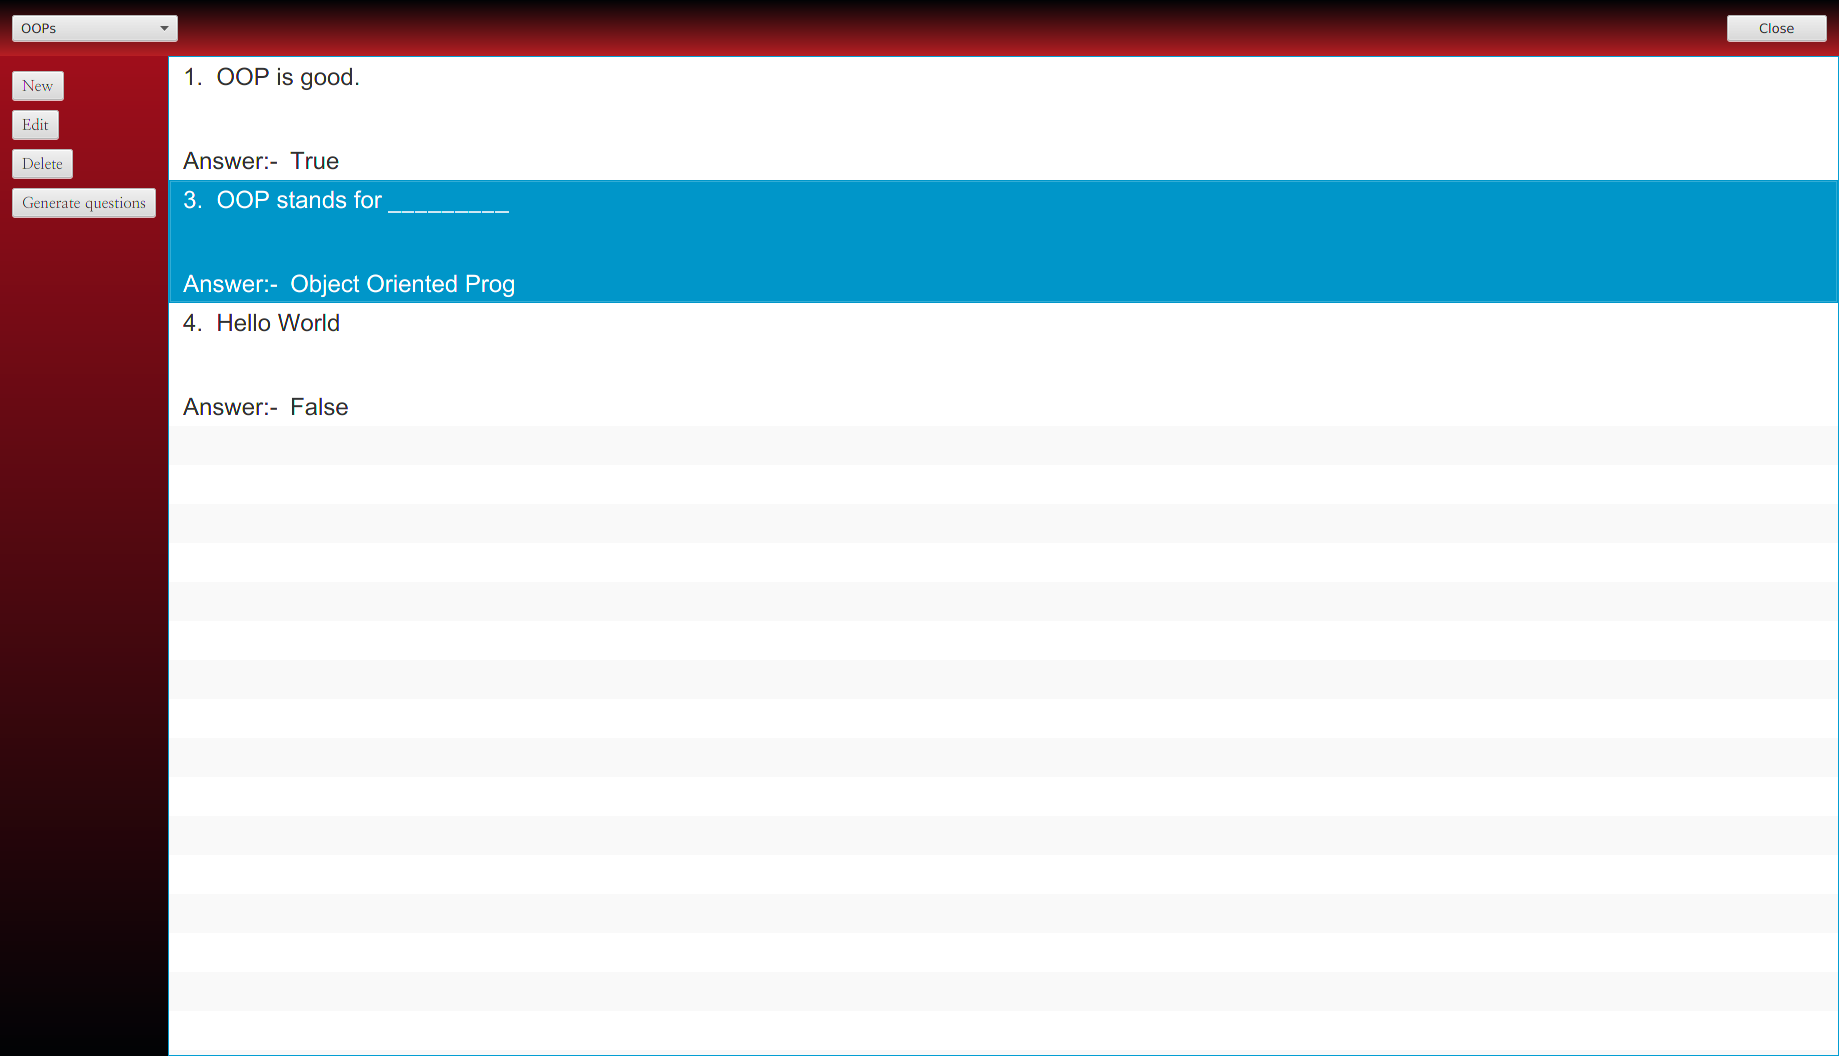 OOPs
Close
New
Edit
Delete
Generate questions
1. OOP is good.
Answer:- True
3. OOP stands for _________
Answer:- Object Oriented Prog
4. Hello World
Answer:- False